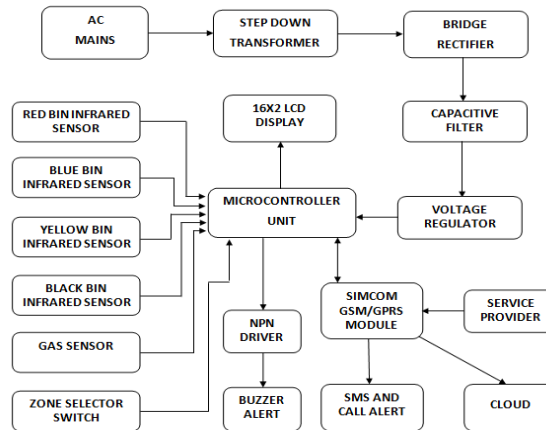 AC
MAINS
STEP DOWN
TRANSFORMER
BRIDGE
RECTIFIER
RED BIN INFRARED
SENSOR
16X2 LCD
DISPLAY
CAPACITIVE
FILTER
BLUE BIN
INFRARED SENSOR
MICROCONTROLLER
UNIT
VOLTAGE
REGULATOR
YELLOW BIN
INFRARED SENSOR
BLACK BIN
INFRARED SENSOR
NPN
DRIVER
SIMCOM
GSM/GPRS
MODULE
SERVICE
PROVIDER
GAS SENSOR
ZONE SELECTOR
SWITCH
BUZZER
ALERT
SMS AND
CALL ALERT
CLOUD